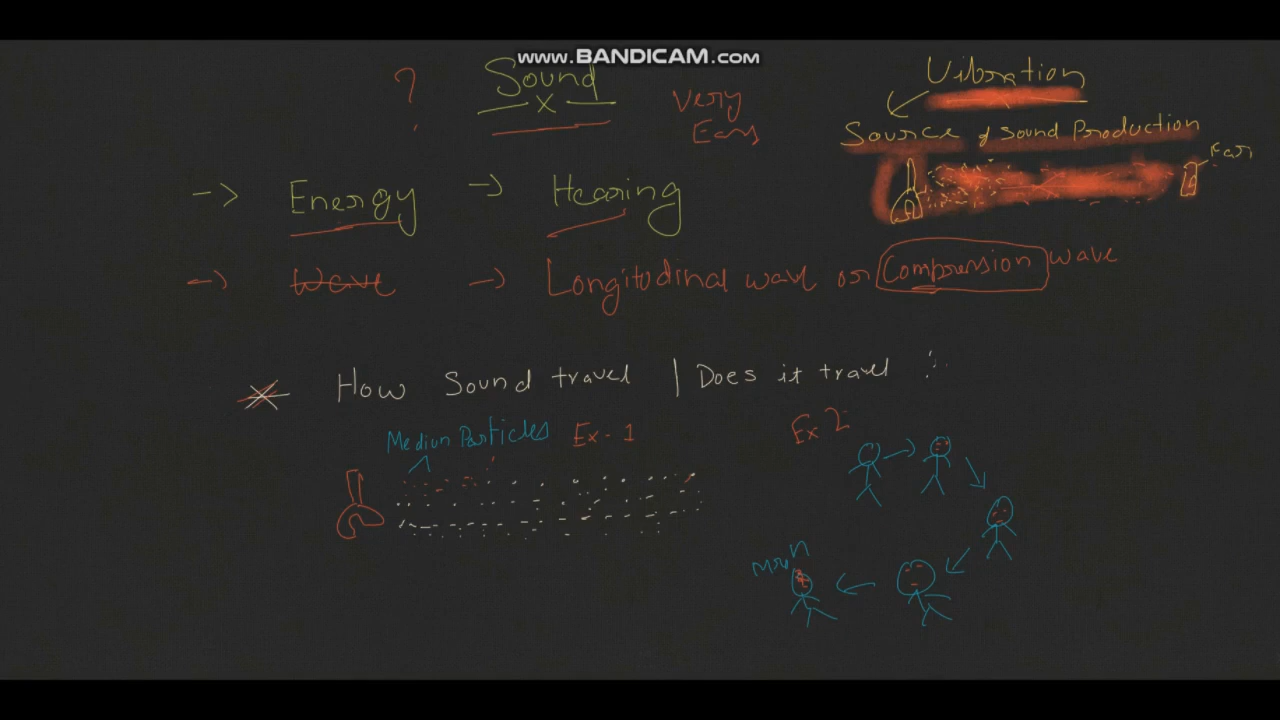 www.BANDICAM.com
? Sound
x
Very
Easy
Vibration
Source of Sound Production
Ear
-> Energy -> Hearing
-> Wave -> Longitudinal wave or Compression wave
How Sound travel | Does it travel :
Medium Particles Ex-1
Ex 2: